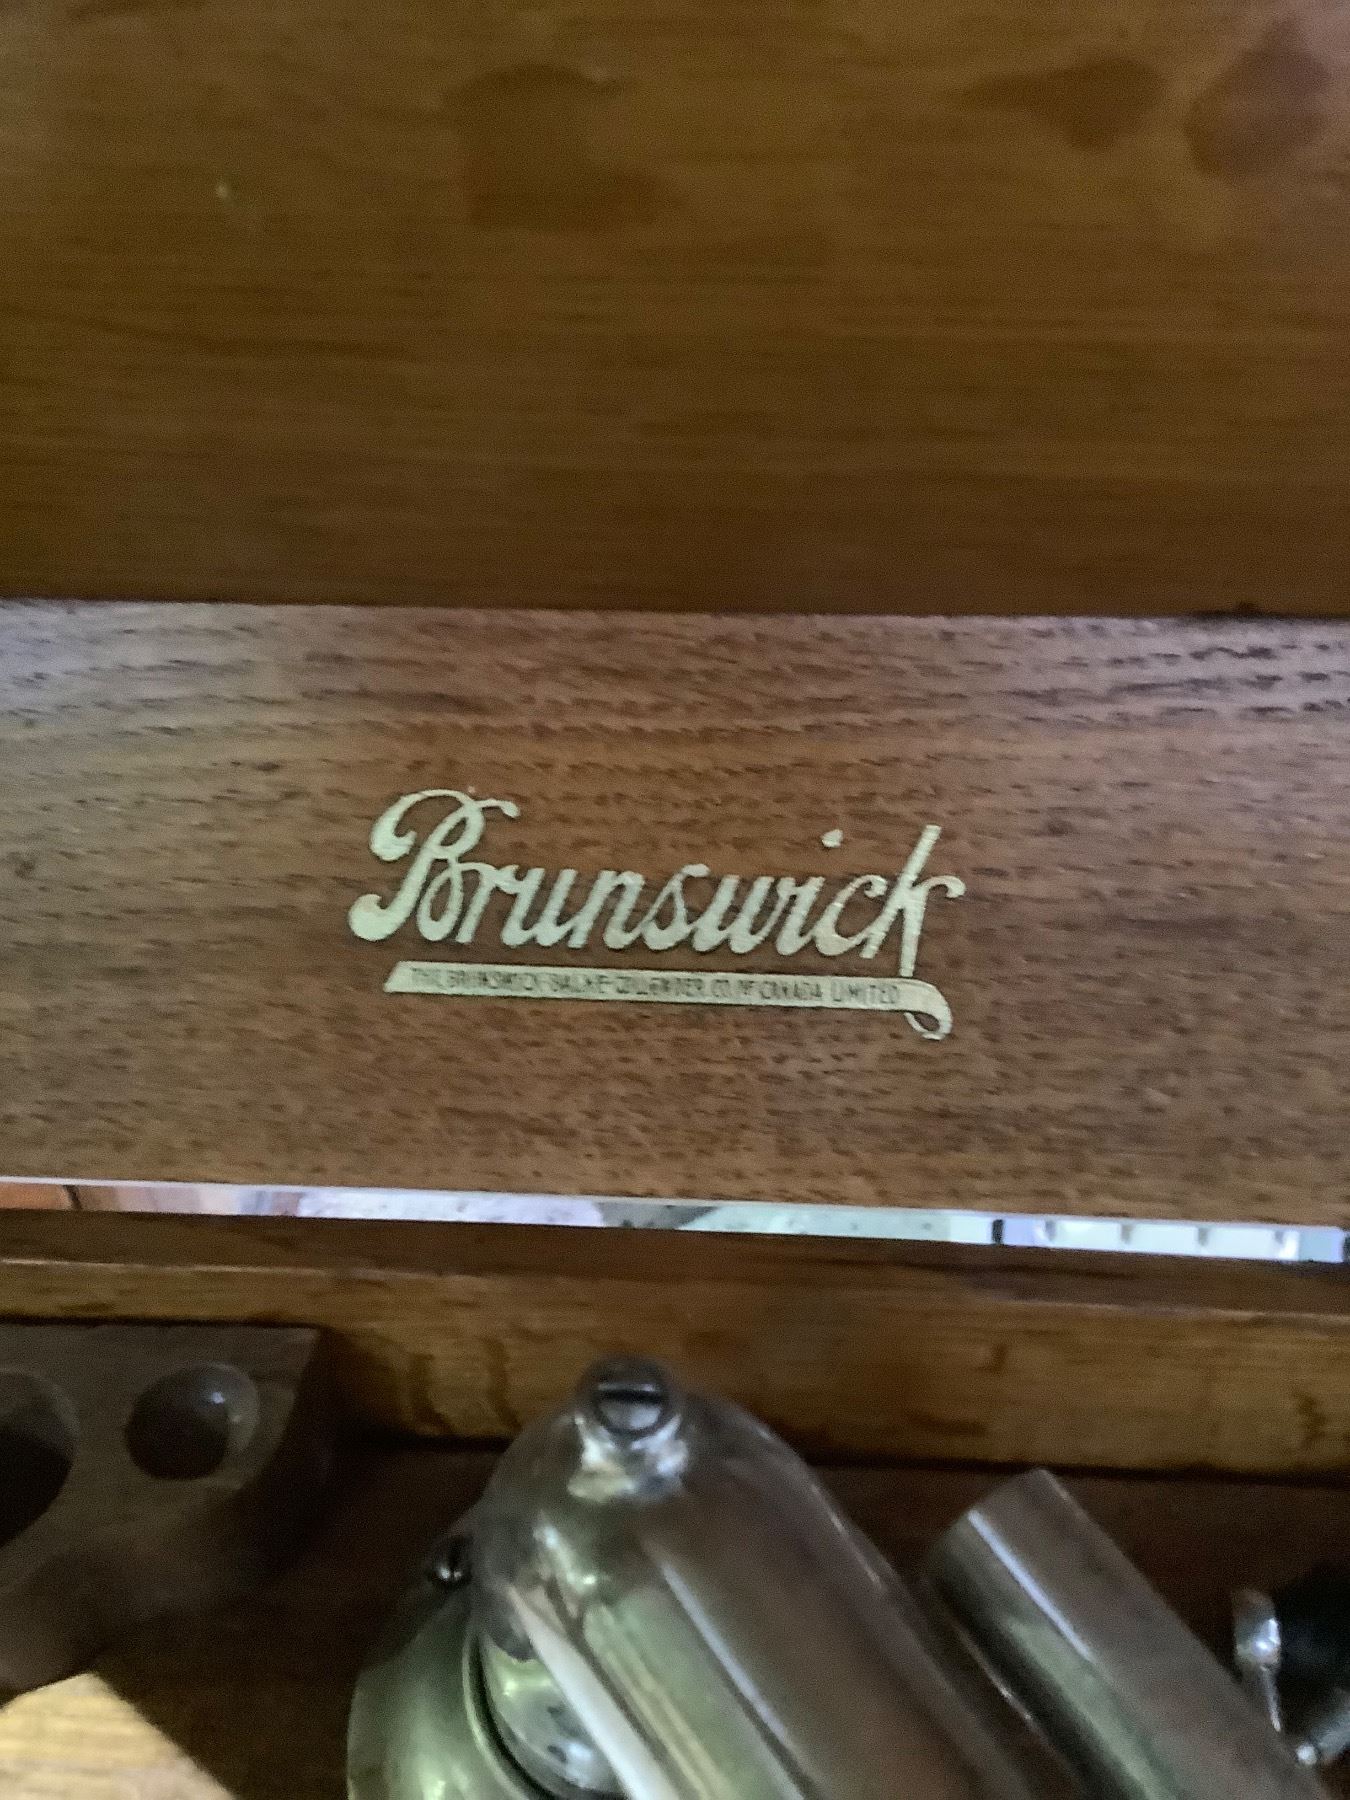 Brunswick
THE BRUNSWICK-BALKE-COLLENDER CO. OF CANADA LIMITED